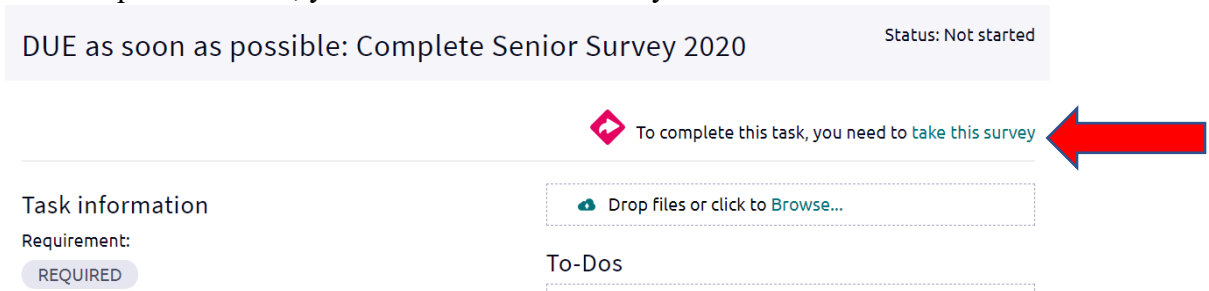 DUE as soon as possible: Complete Senior Survey 2020
Status: Not started
To complete this task, you need to take this survey
Task information
Drop files or click to Browse...
Requirement:
REQUIRED
To-Dos